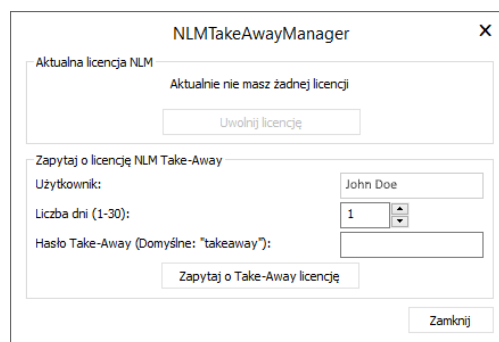 NLMTakeAwayManager
Aktualna licencja NLM
Aktualnie nie masz żadnej licencji
Uwolnij licencję
Zapytaj o licencję NLM Take-Away
Użytkownik: John Doe
Liczba dni (1-30): 1
Hasło Take-Away (Domyślne: "takeaway"):
Zapytaj o Take-Away licencję
Zamknij